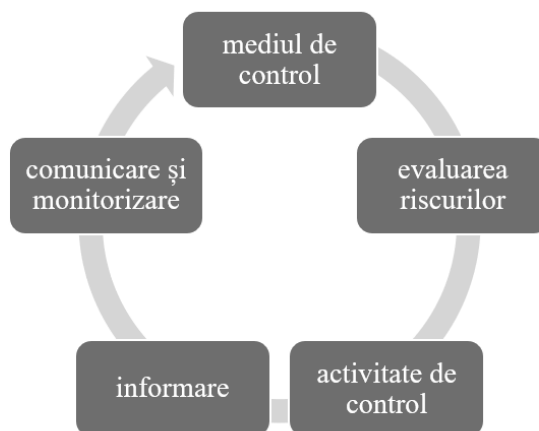 mediul de
control
evaluarea
riscurilor
activitate de
control
informare
comunicare și
monitorizare